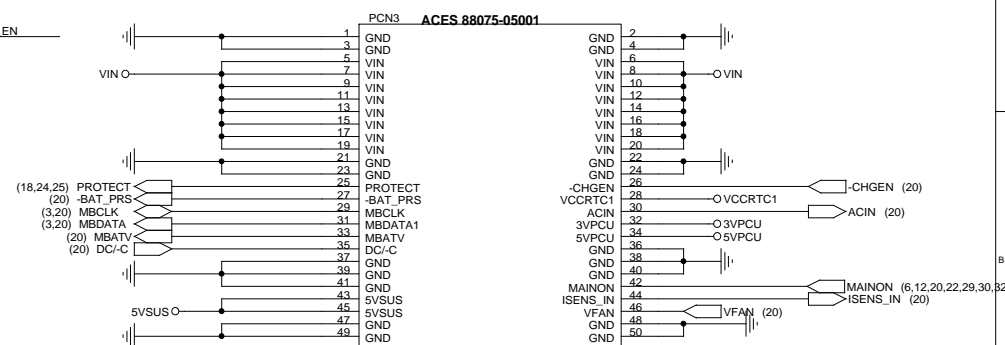 PCN3 ACES 88075-05001
EN
1 GND GND 2
3 GND GND 4
5 VIN VIN 6
VIN 7 VIN VIN 8 VIN
9 VIN VIN 10
11 VIN VIN 12
13 VIN VIN 14
15 VIN VIN 16
17 VIN VIN 18
19 VIN VIN 20
21 GND GND 22
23 GND GND 24
(18,24,25) PROTECT 25 PROTECT -CHGEN 26 -CHGEN (20)
(20) -BAT_PRS 27 -BAT_PRS VCCRTC1 28 VCCRTC1
(3,20) MBCLK 29 MBCLK ACIN 30 ACIN (20)
(3,20) MBDATA 31 MBDATA1 3VPCU 32 3VPCU
(20) MBATV 33 MBATV 5VPCU 34 5VPCU
(20) DC/-C 35 DC/-C GND 36
37 GND GND 38
39 GND GND 40
41 GND MAINON 42 MAINON (6,12,20,22,29,30,32
43 5VSUS ISENS_IN 44 ISENS_IN (20)
5VSUS 45 5VSUS VFAN 46 VFAN (20)
47 GND GND 48
49 GND GND 50
B